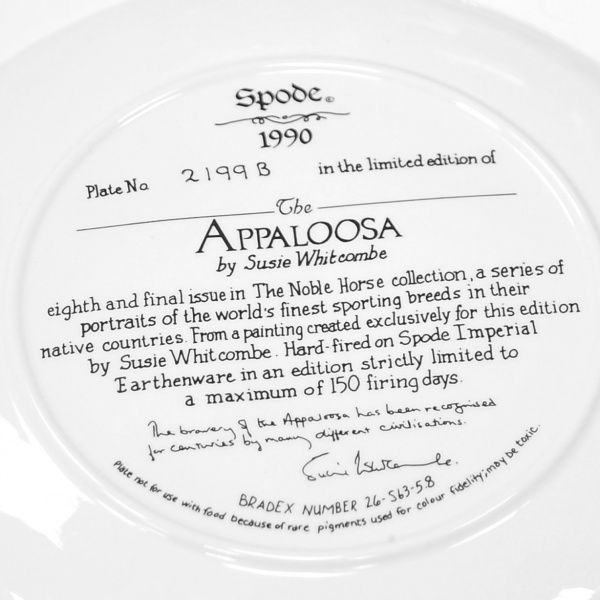 Spode®
1990
Plate No 2199 B in the limited edition of
The
APPALOOSA
by Susie Whitcombe
eighth and final issue in The Noble Horse collection, a series of
portraits of the world's finest sporting breeds in their
native countries. From a painting created exclusively for this edition
by Susie Whitcombe. Hard-fired on Spode Imperial
Earthenware in an edition strictly limited to
a maximum of 150 firing days.
The bravery of the Appaloosa has been recognised
for centuries by many different civilisations.
Susie Whitcombe.
BRADEX NUMBER 26-S63-5·8
Plate not for use with food because of rare pigments used for colour fidelity; may be toxic.